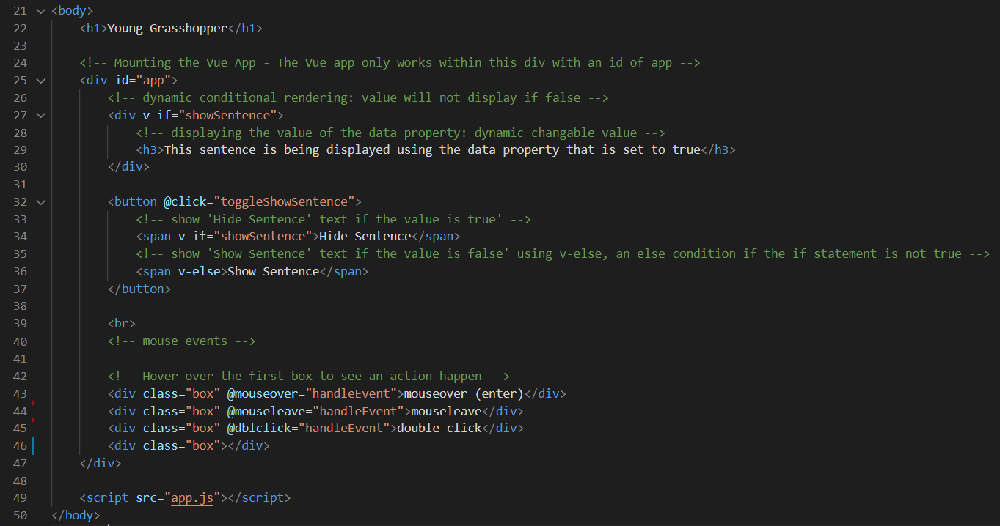 21 <body>
22 <h1>Young Grasshopper</h1>
23
24 <!-- Mounting the Vue App - The Vue app only works within this div with an id of app -->
25 <div id="app">
26 <!-- dynamic conditional rendering: value will not display if false -->
27 <div v-if="showSentence">
28 <!-- displaying the value of the data property: dynamic changable value -->
29 <h3>This sentence is being displayed using the data property that is set to true</h3>
30 </div>
31
32 <button @click="toggleShowSentence">
33 <!-- show 'Hide Sentence' text if the value is true' -->
34 <span v-if="showSentence">Hide Sentence</span>
35 <!-- show 'Show Sentence' text if the value is false' using v-else, an else condition if the if statement is not true -->
36 <span v-else>Show Sentence</span>
37 </button>
38
39 <br>
40 <!-- mouse events -->
41
42 <!-- Hover over the first box to see an action happen -->
43 <div class="box" @mouseover="handleEvent">mouseover (enter)</div>
44 <div class="box" @mouseleave="handleEvent">mouseleave</div>
45 <div class="box" @dblclick="handleEvent">double click</div>
46 <div class="box"></div>
47 </div>
48
49 <script src="app.js"></script>
50 </body>